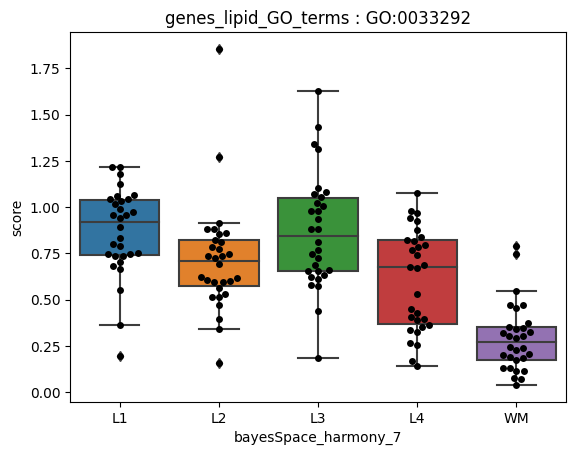 genes_lipid_GO_terms : GO:0033292
1.75
1.50
1.25
1.00
0.75
0.50
0.25
0.00
score
L1 L2 L3 L4 WM
bayesSpace_harmony_7